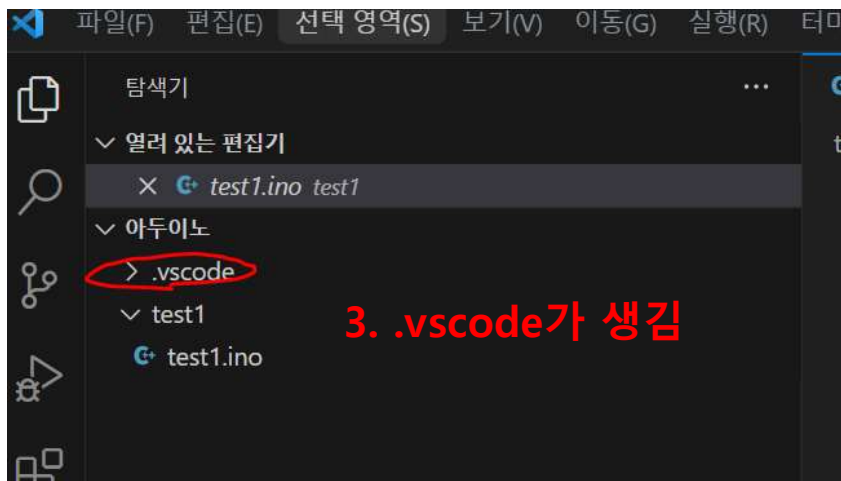 파일(F) 편집(E) 선택 영역(S) 보기(V) 이동(G) 실행(R)
탐색기 ...
열려 있는 편집기
test1.ino test1
아두이노
.vscode
test1
3. .vscode가 생김
test1.ino